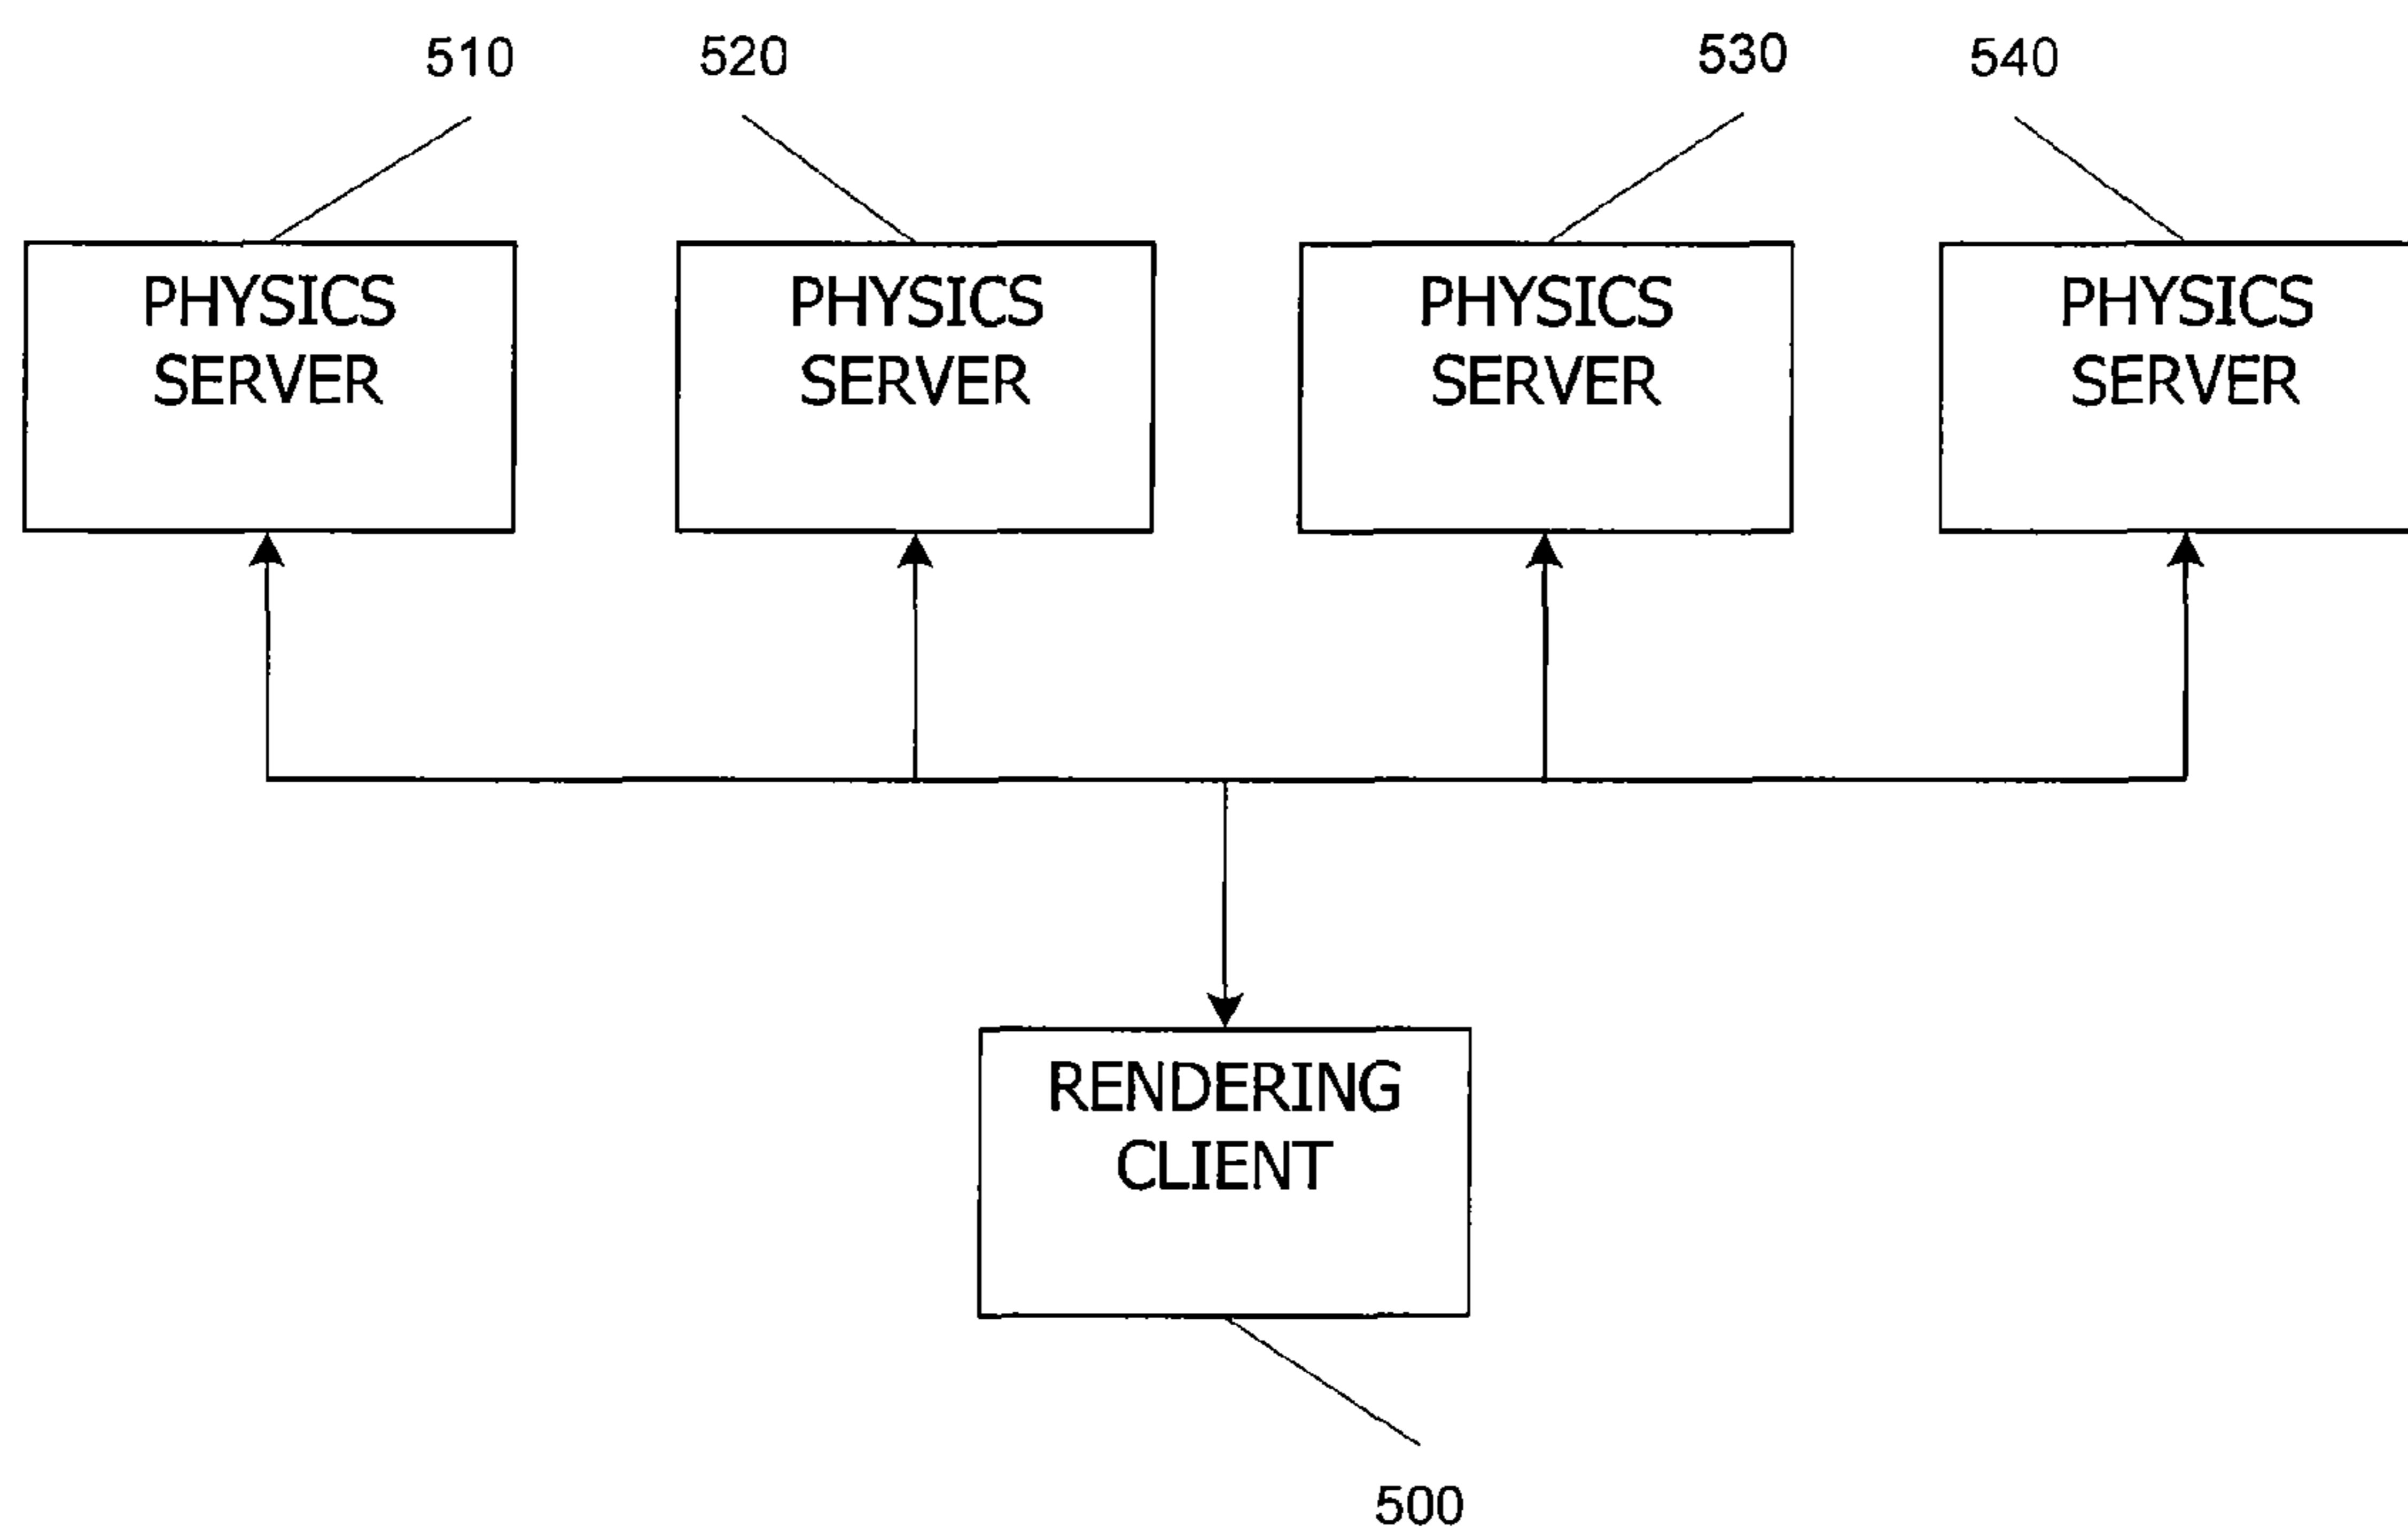 510
520
530
540
PHYSICS
SERVER
PHYSICS
SERVER
PHYSICS
SERVER
PHYSICS
SERVER
RENDERING
CLIENT
500